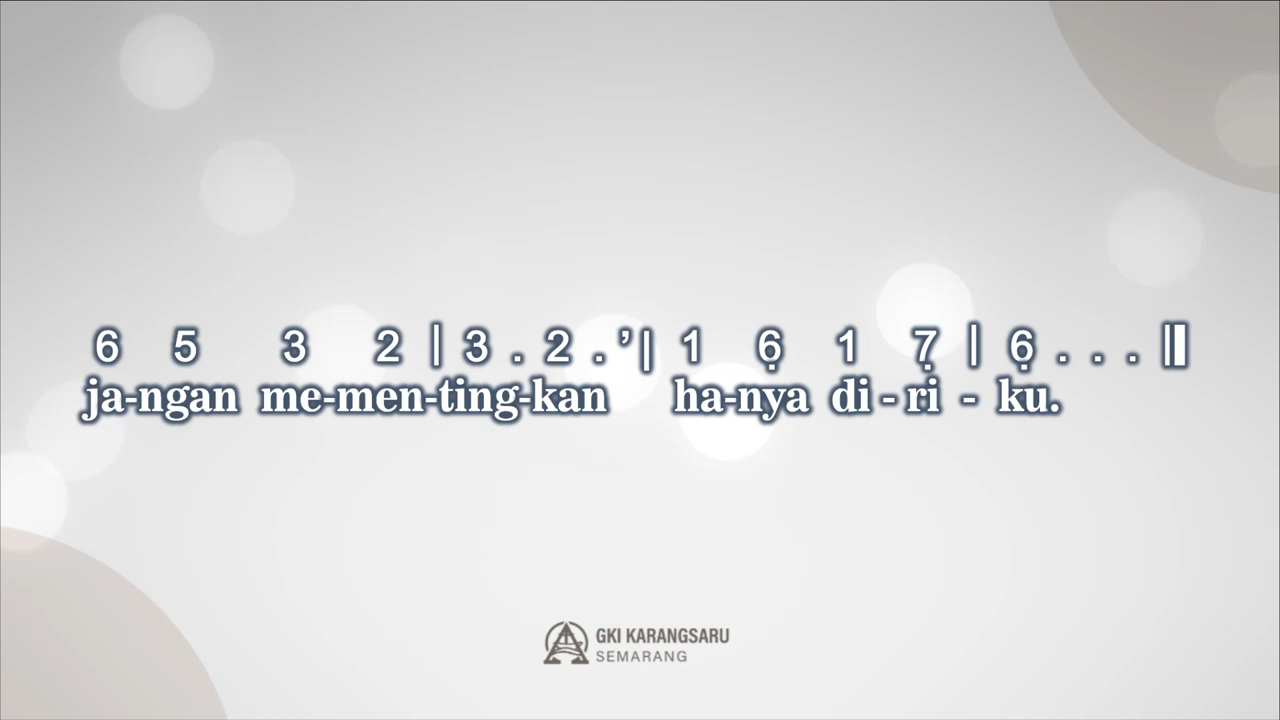 6 5 3 2 | 3 . 2 . ’ | 1 6̣ 1 7̣ | 6̣ . . . ‖
ja-ngan me-men-ting-kan ha-nya di - ri - ku.
GKI KARANGSARU
SEMARANG